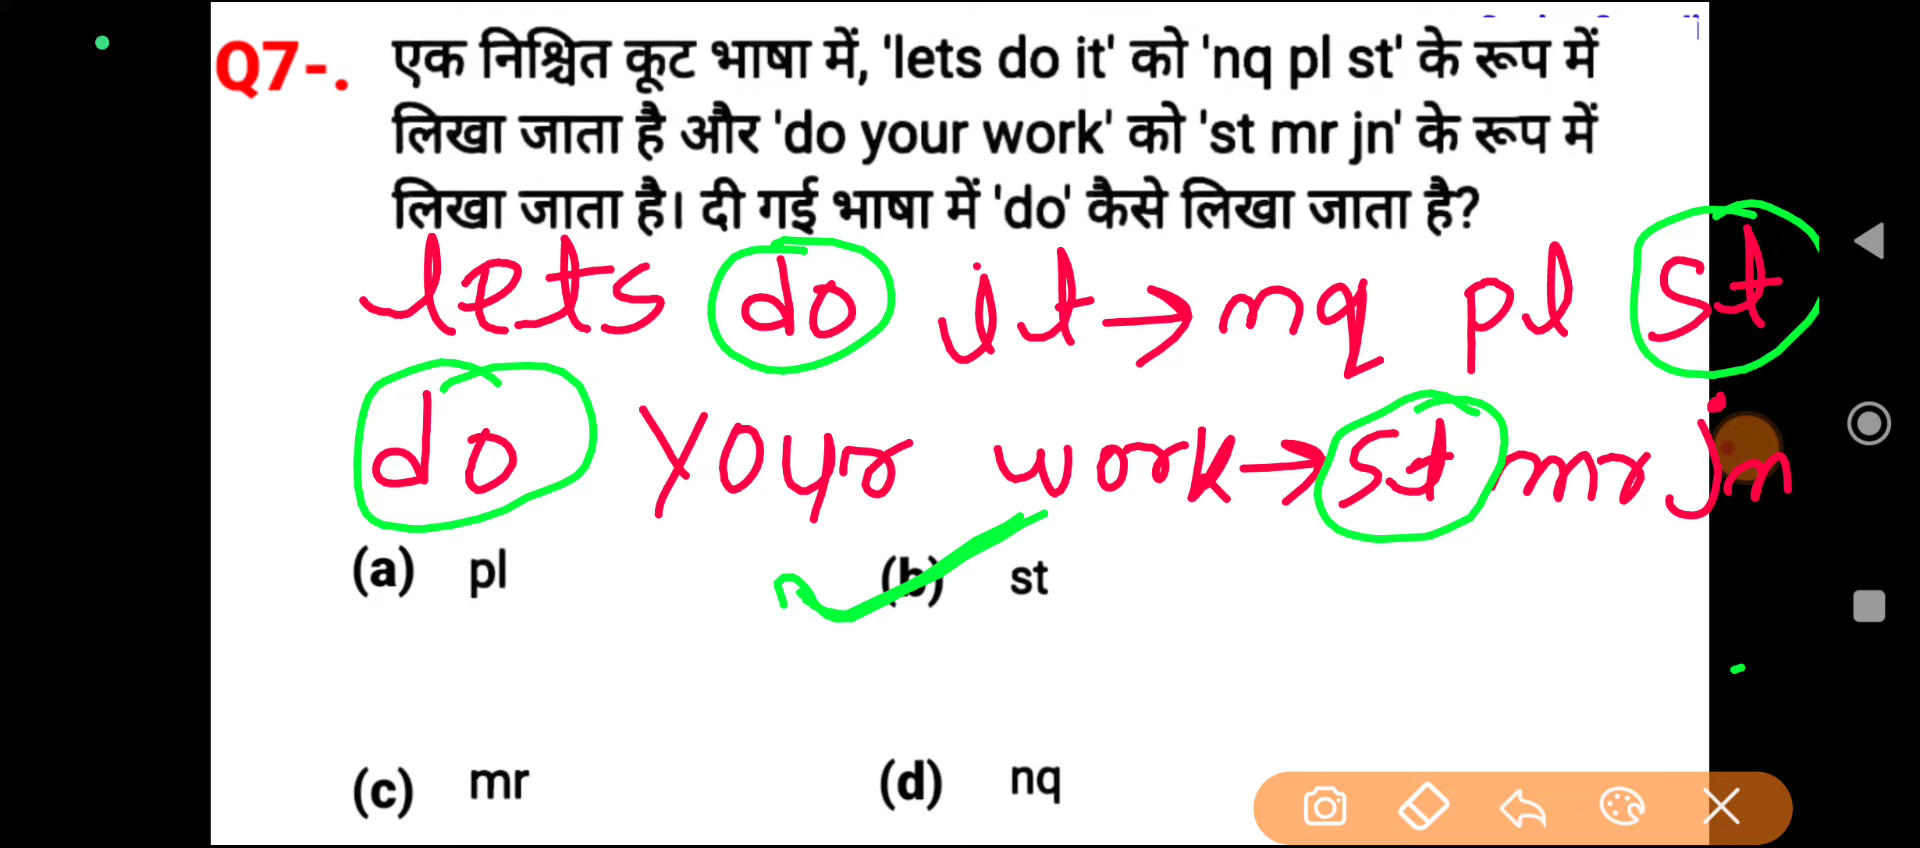 Q7-. एक निश्चित कूट भाषा में, 'lets do it' को 'nq pl st' के रूप में
लिखा जाता है और 'do your work' को 'st mr jn' के रूप में
लिखा जाता है। दी गई भाषा में 'do' कैसे लिखा जाता है?
lets do it → nq pl st
do your work → st mr jn
(a) pl (b) st
(c) mr (d) nq